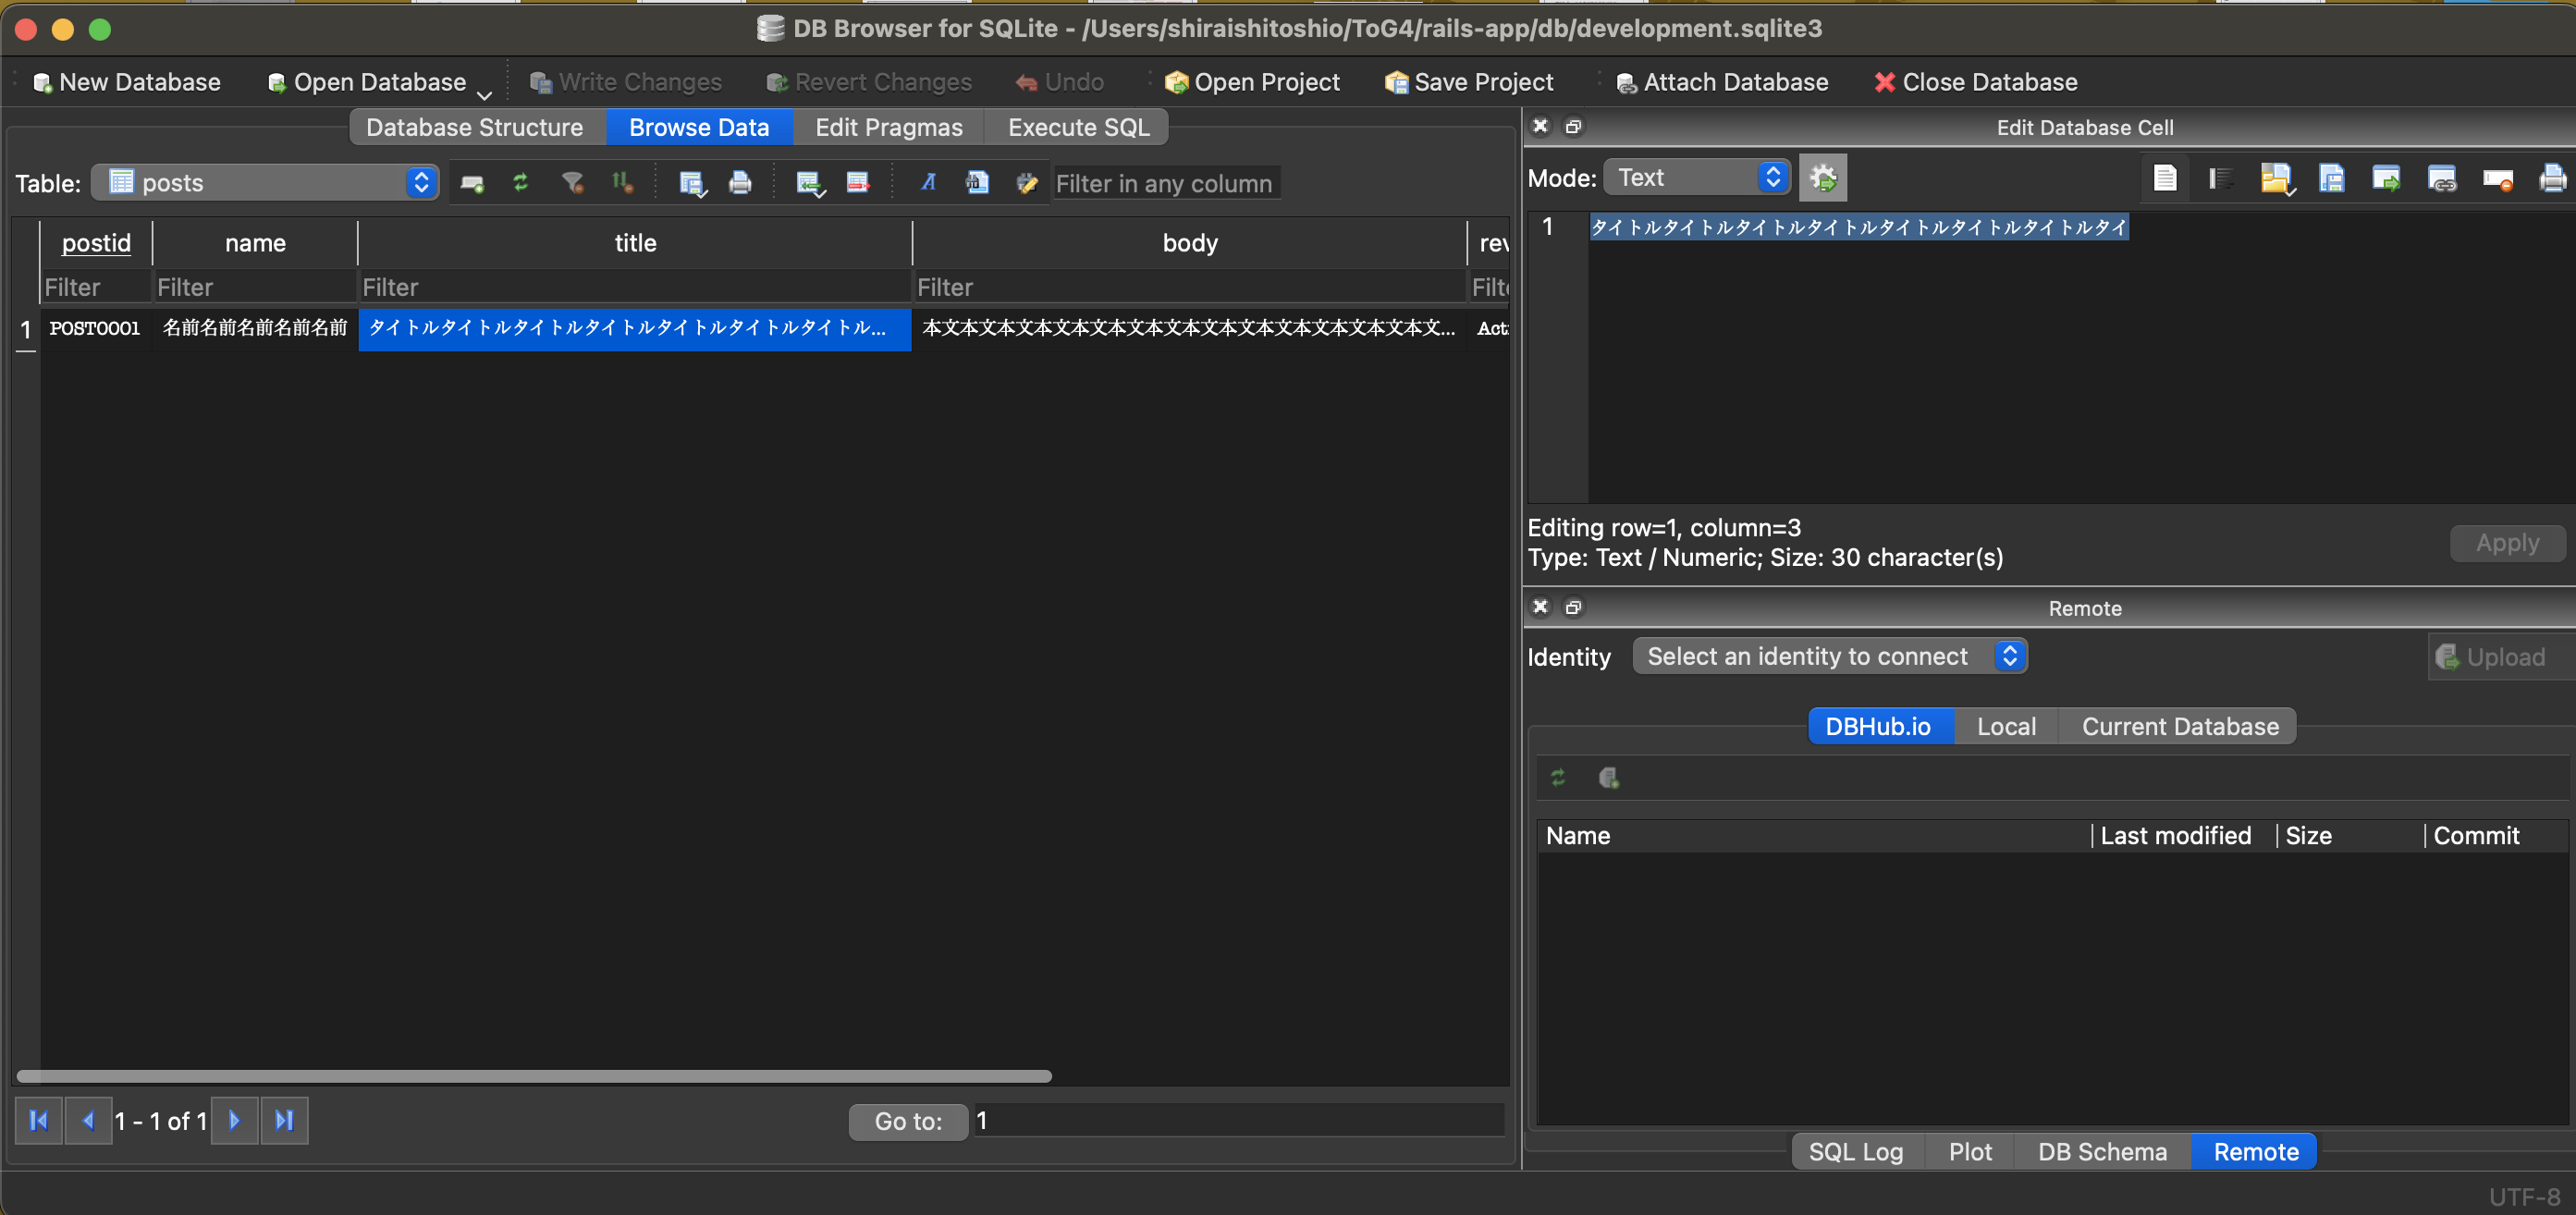 DB Browser for SQLite - /Users/shiraishitoshio/ToG4/rails-app/db/development.sqlite3
New Database Open Database Write Changes Revert Changes Undo Open Project Save Project Attach Database Close Database
Database Structure Browse Data Edit Pragmas Execute SQL
Table: posts Filter in any column
postid name title body rev
Filter Filter Filter Filter Filt
1 POST0001 名前名前名前名前名前 タイトルタイトルタイトルタイトルタイトルタイトルタイトル... 本文本文本文本文本文本文本文本文本文本文本文本文本文本文... Act
1 - 1 of 1 Go to: 1
Edit Database Cell
Mode: Text
1 タイトルタイトルタイトルタイトルタイトルタイトルタイトルタイ
Editing row=1, column=3
Type: Text / Numeric; Size: 30 character(s)
Apply
Remote
Identity Select an identity to connect Upload
DBHub.io Local Current Database
Name Last modified Size Commit
SQL Log Plot DB Schema Remote
UTF-8